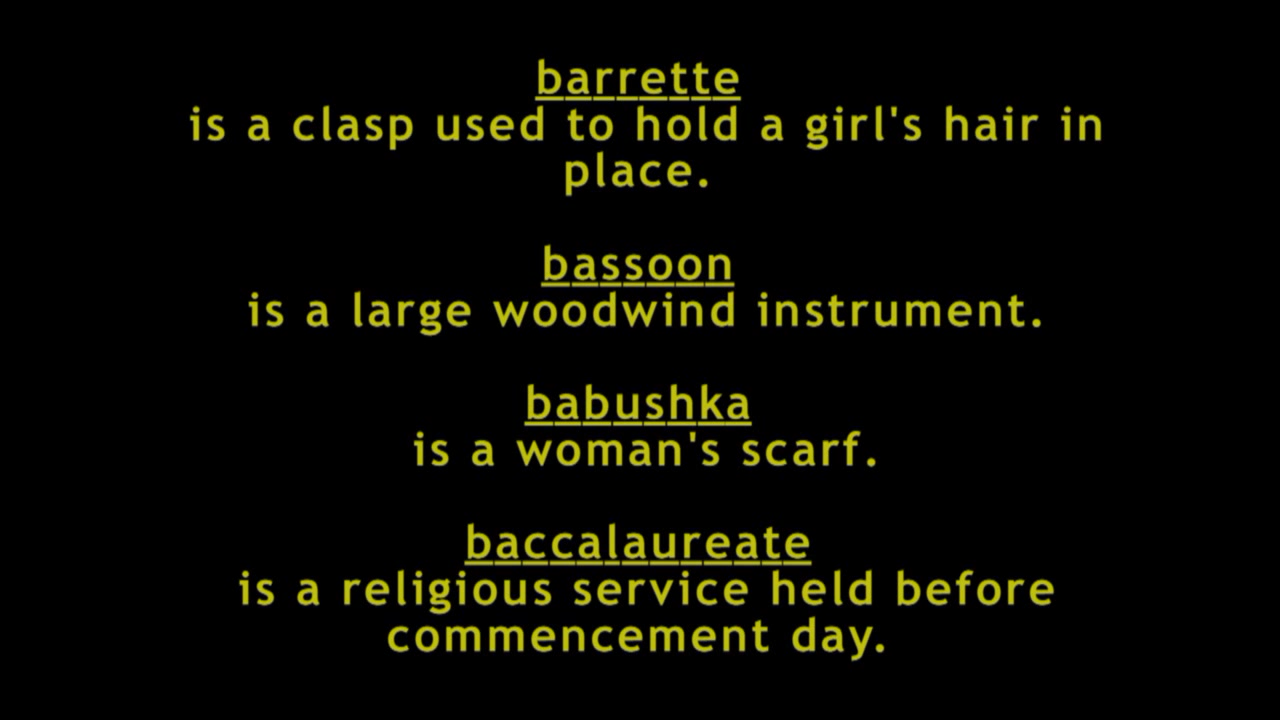 barrette
is a clasp used to hold a girl's hair in
place.
bassoon
is a large woodwind instrument.
babushka
is a woman's scarf.
baccalaureate
is a religious service held before
commencement day.